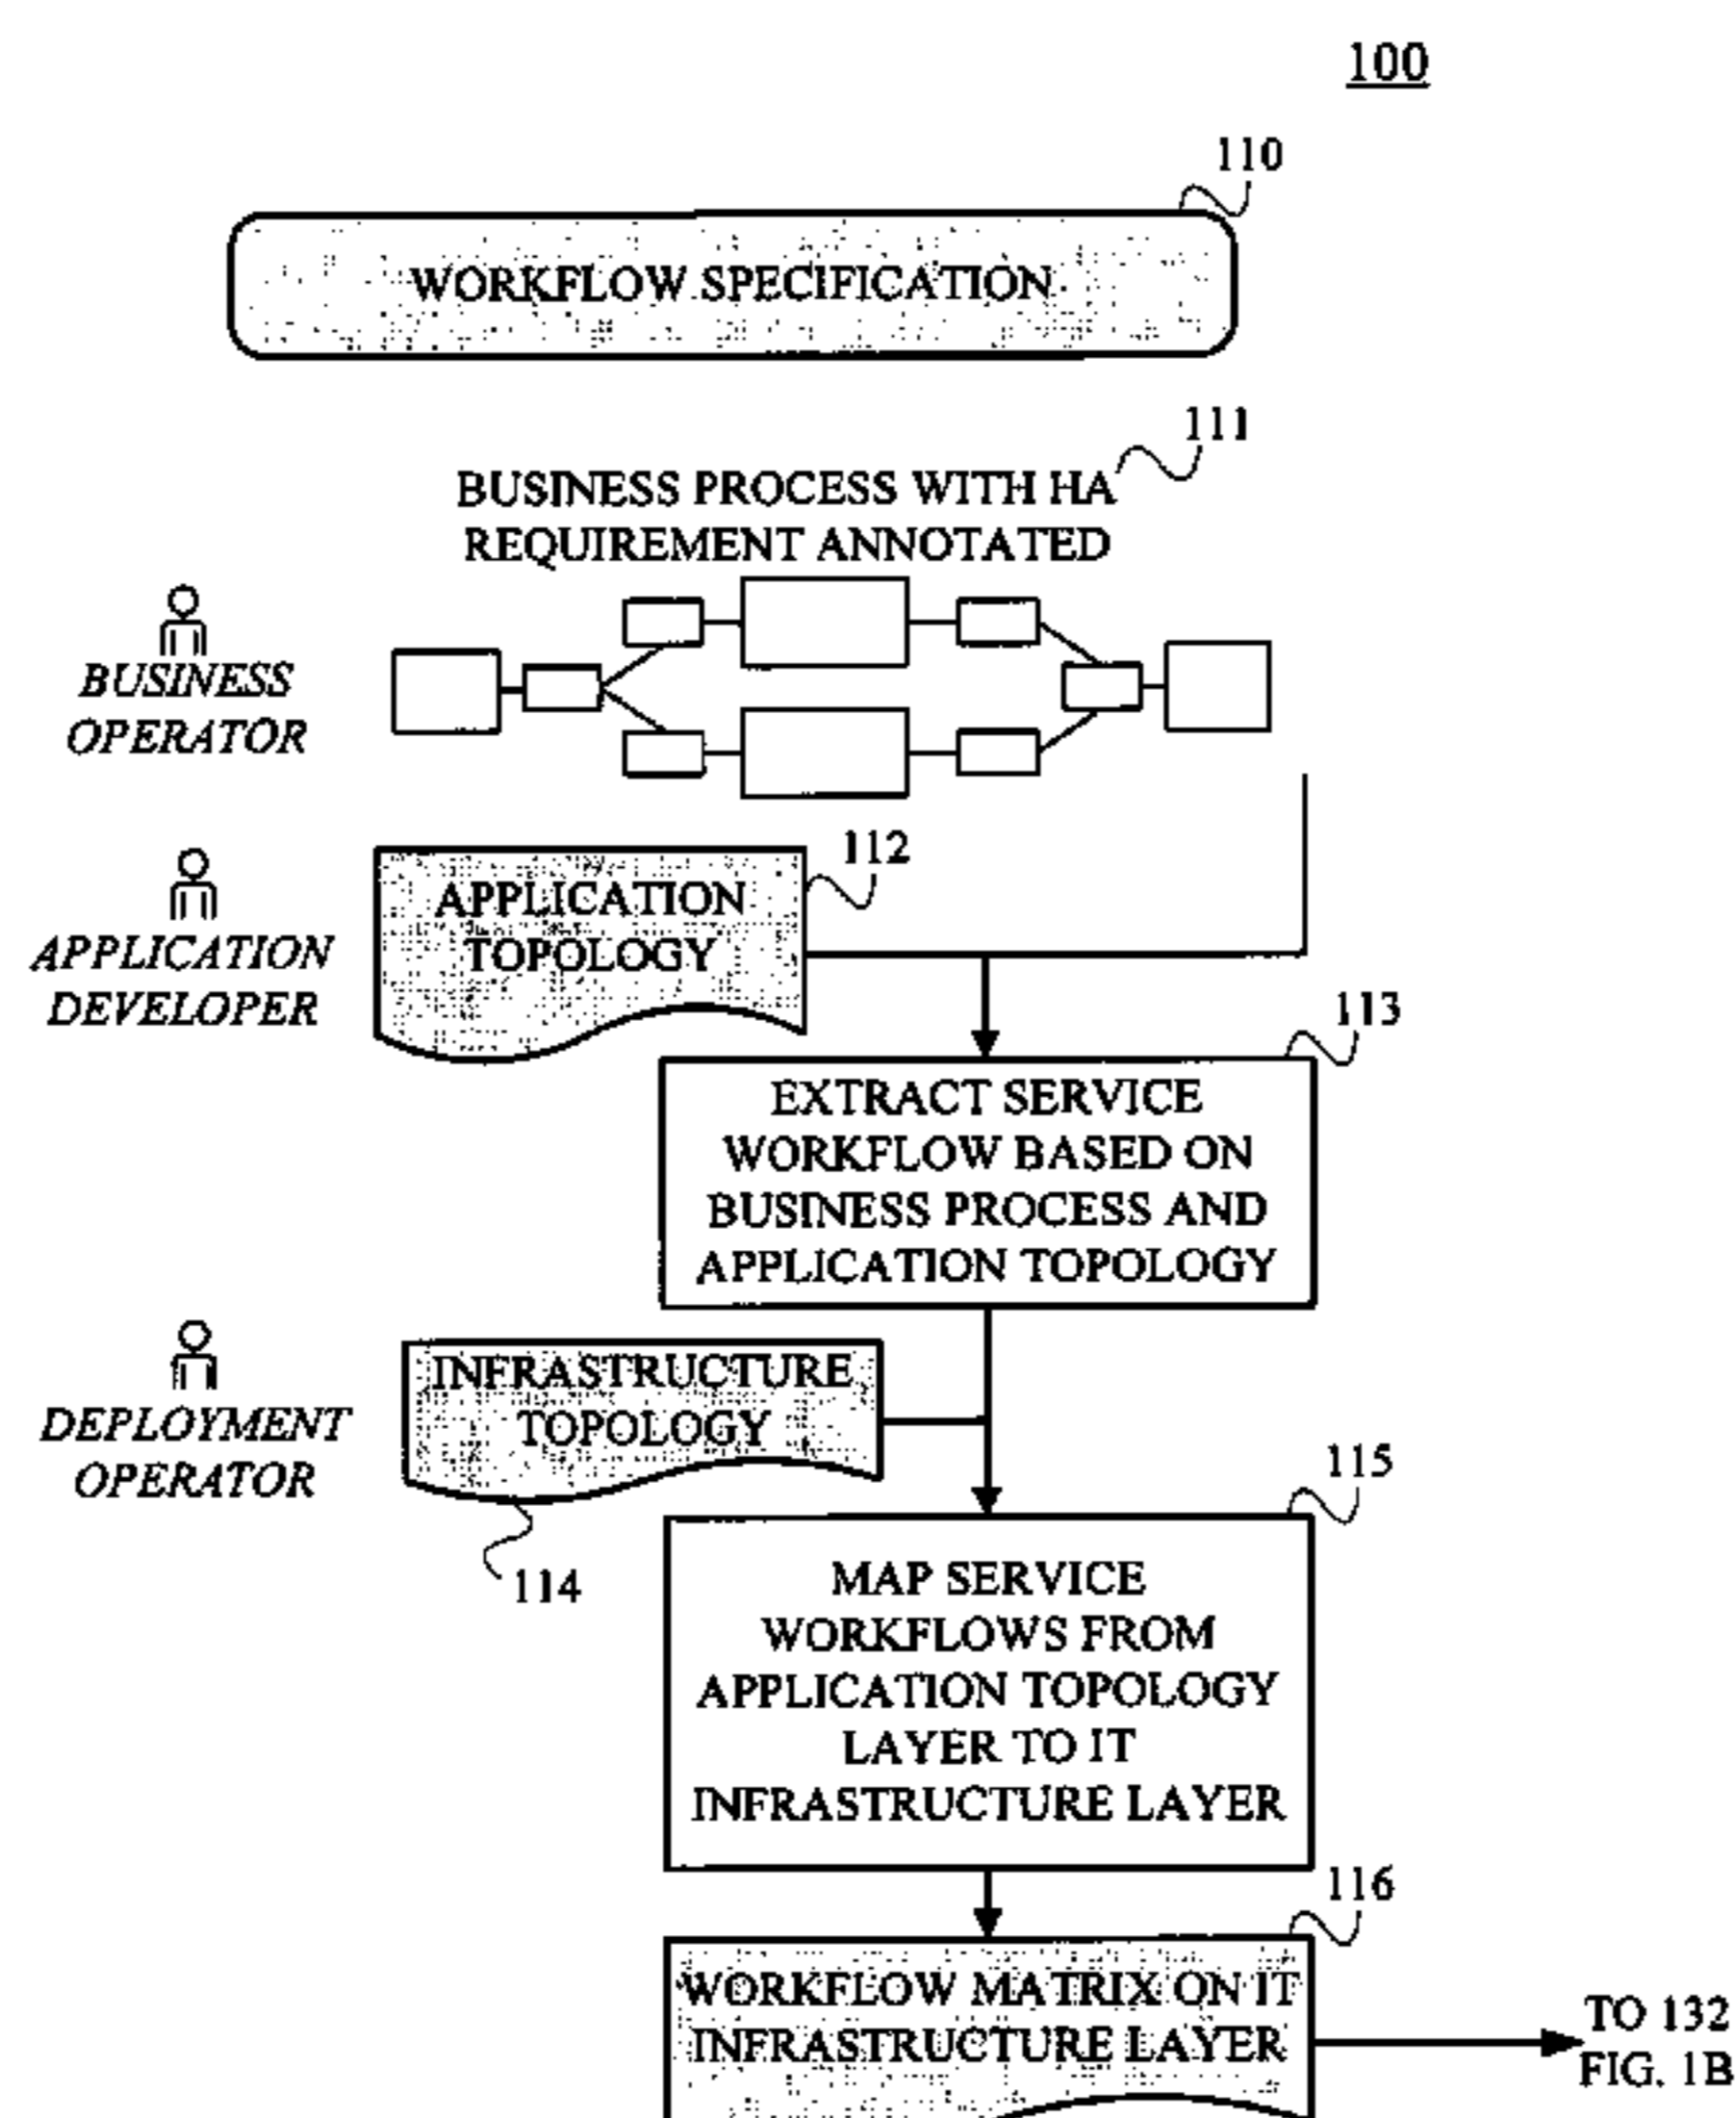 100
110
WORKFLOW SPECIFICATION
111
BUSINESS PROCESS WITH HA
REQUIREMENT ANNOTATED
BUSINESS
OPERATOR
112
APPLICATION
TOPOLOGY
APPLICATION
DEVELOPER
113
EXTRACT SERVICE
WORKFLOW BASED ON
BUSINESS PROCESS AND
APPLICATION TOPOLOGY
INFRASTRUCTURE
TOPOLOGY
DEPLOYMENT
OPERATOR
114
115
MAP SERVICE
WORKFLOWS FROM
APPLICATION TOPOLOGY
LAYER TO IT
INFRASTRUCTURE LAYER
116
WORKFLOW MATRIX ON IT
INFRASTRUCTURE LAYER
TO 132
FIG. 1B